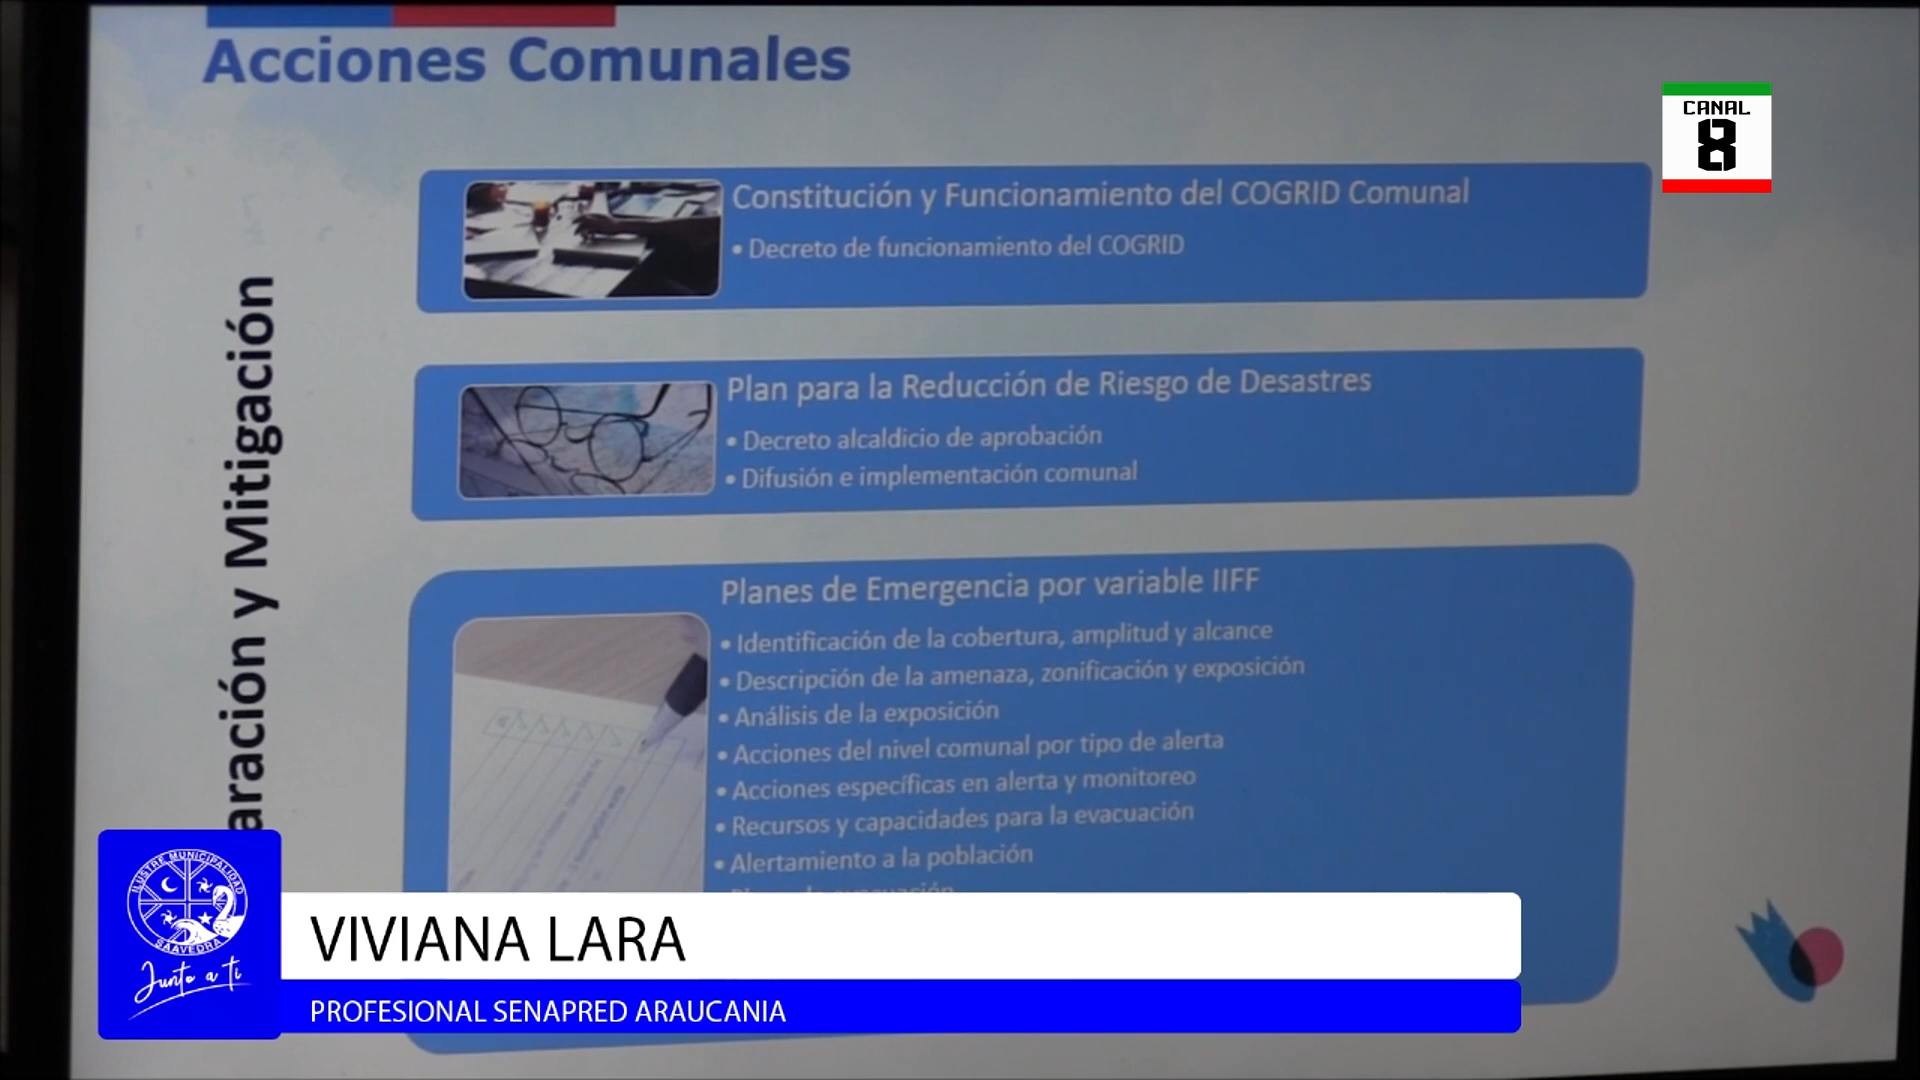 Acciones Comunales
CANAL
8
Constitución y Funcionamiento del COGRID Comunal
• Decreto de funcionamiento del COGRID
Plan para la Reducción de Riesgo de Desastres
• Decreto alcaldicio de aprobación
• Difusión e implementación comunal
Planes de Emergencia por variable IIFF
• Identificación de la cobertura, amplitud y alcance
• Descripción de la amenaza, zonificación y exposición
• Análisis de la exposición
• Acciones del nivel comunal por tipo de alerta
• Acciones específicas en alerta y monitoreo
• Recursos y capacidades para la evacuación
• Alertamiento a la población
aración y Mitigación
ILUSTRE MUNICIPALIDAD
SAAVEDRA
Junto a ti
VIVIANA LARA
PROFESIONAL SENAPRED ARAUCANIA